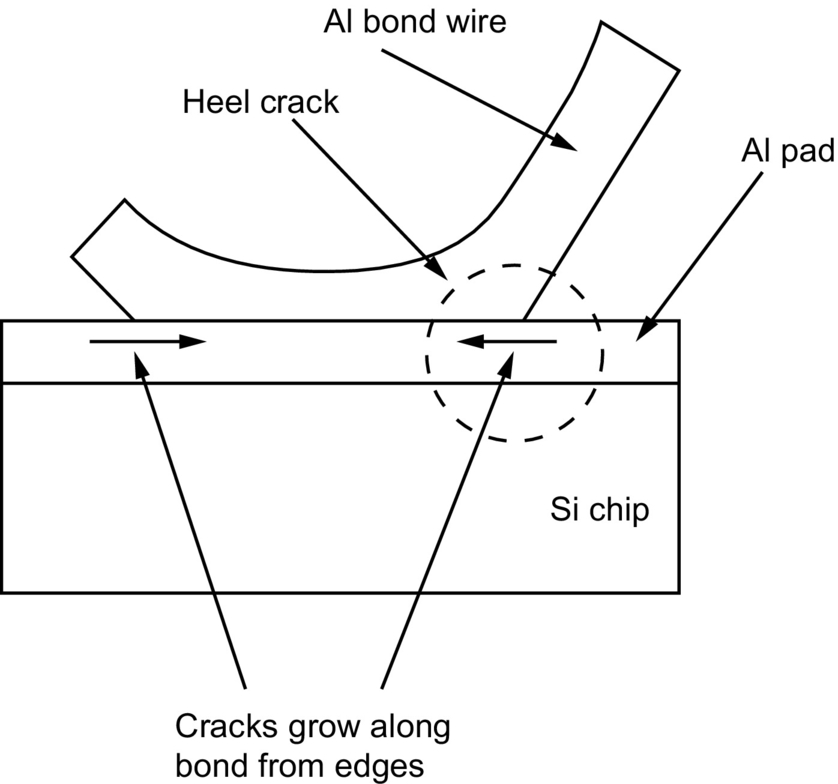 Al bond wire
Heel crack
Al pad
Si chip
Cracks grow along
bond from edges